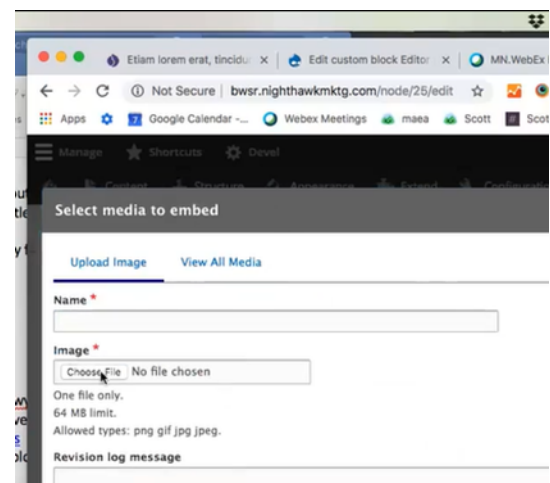 Etiam lorem erat, tincidu
Edit custom block Editor
MN.WebEx
Not Secure | bwsr.nighthawkmktg.com/node/25/edit
Apps
Google Calendar -...
Webex Meetings
maea
Scott
Scot
Manage
Shortcuts
Devel
Content
Structure
Appearance
Extend
Configuratio
Select media to embed
Upload Image
View All Media
Name *
Image *
Choose File No file chosen
One file only.
64 MB limit.
Allowed types: png gif jpg jpeg.
Revision log message